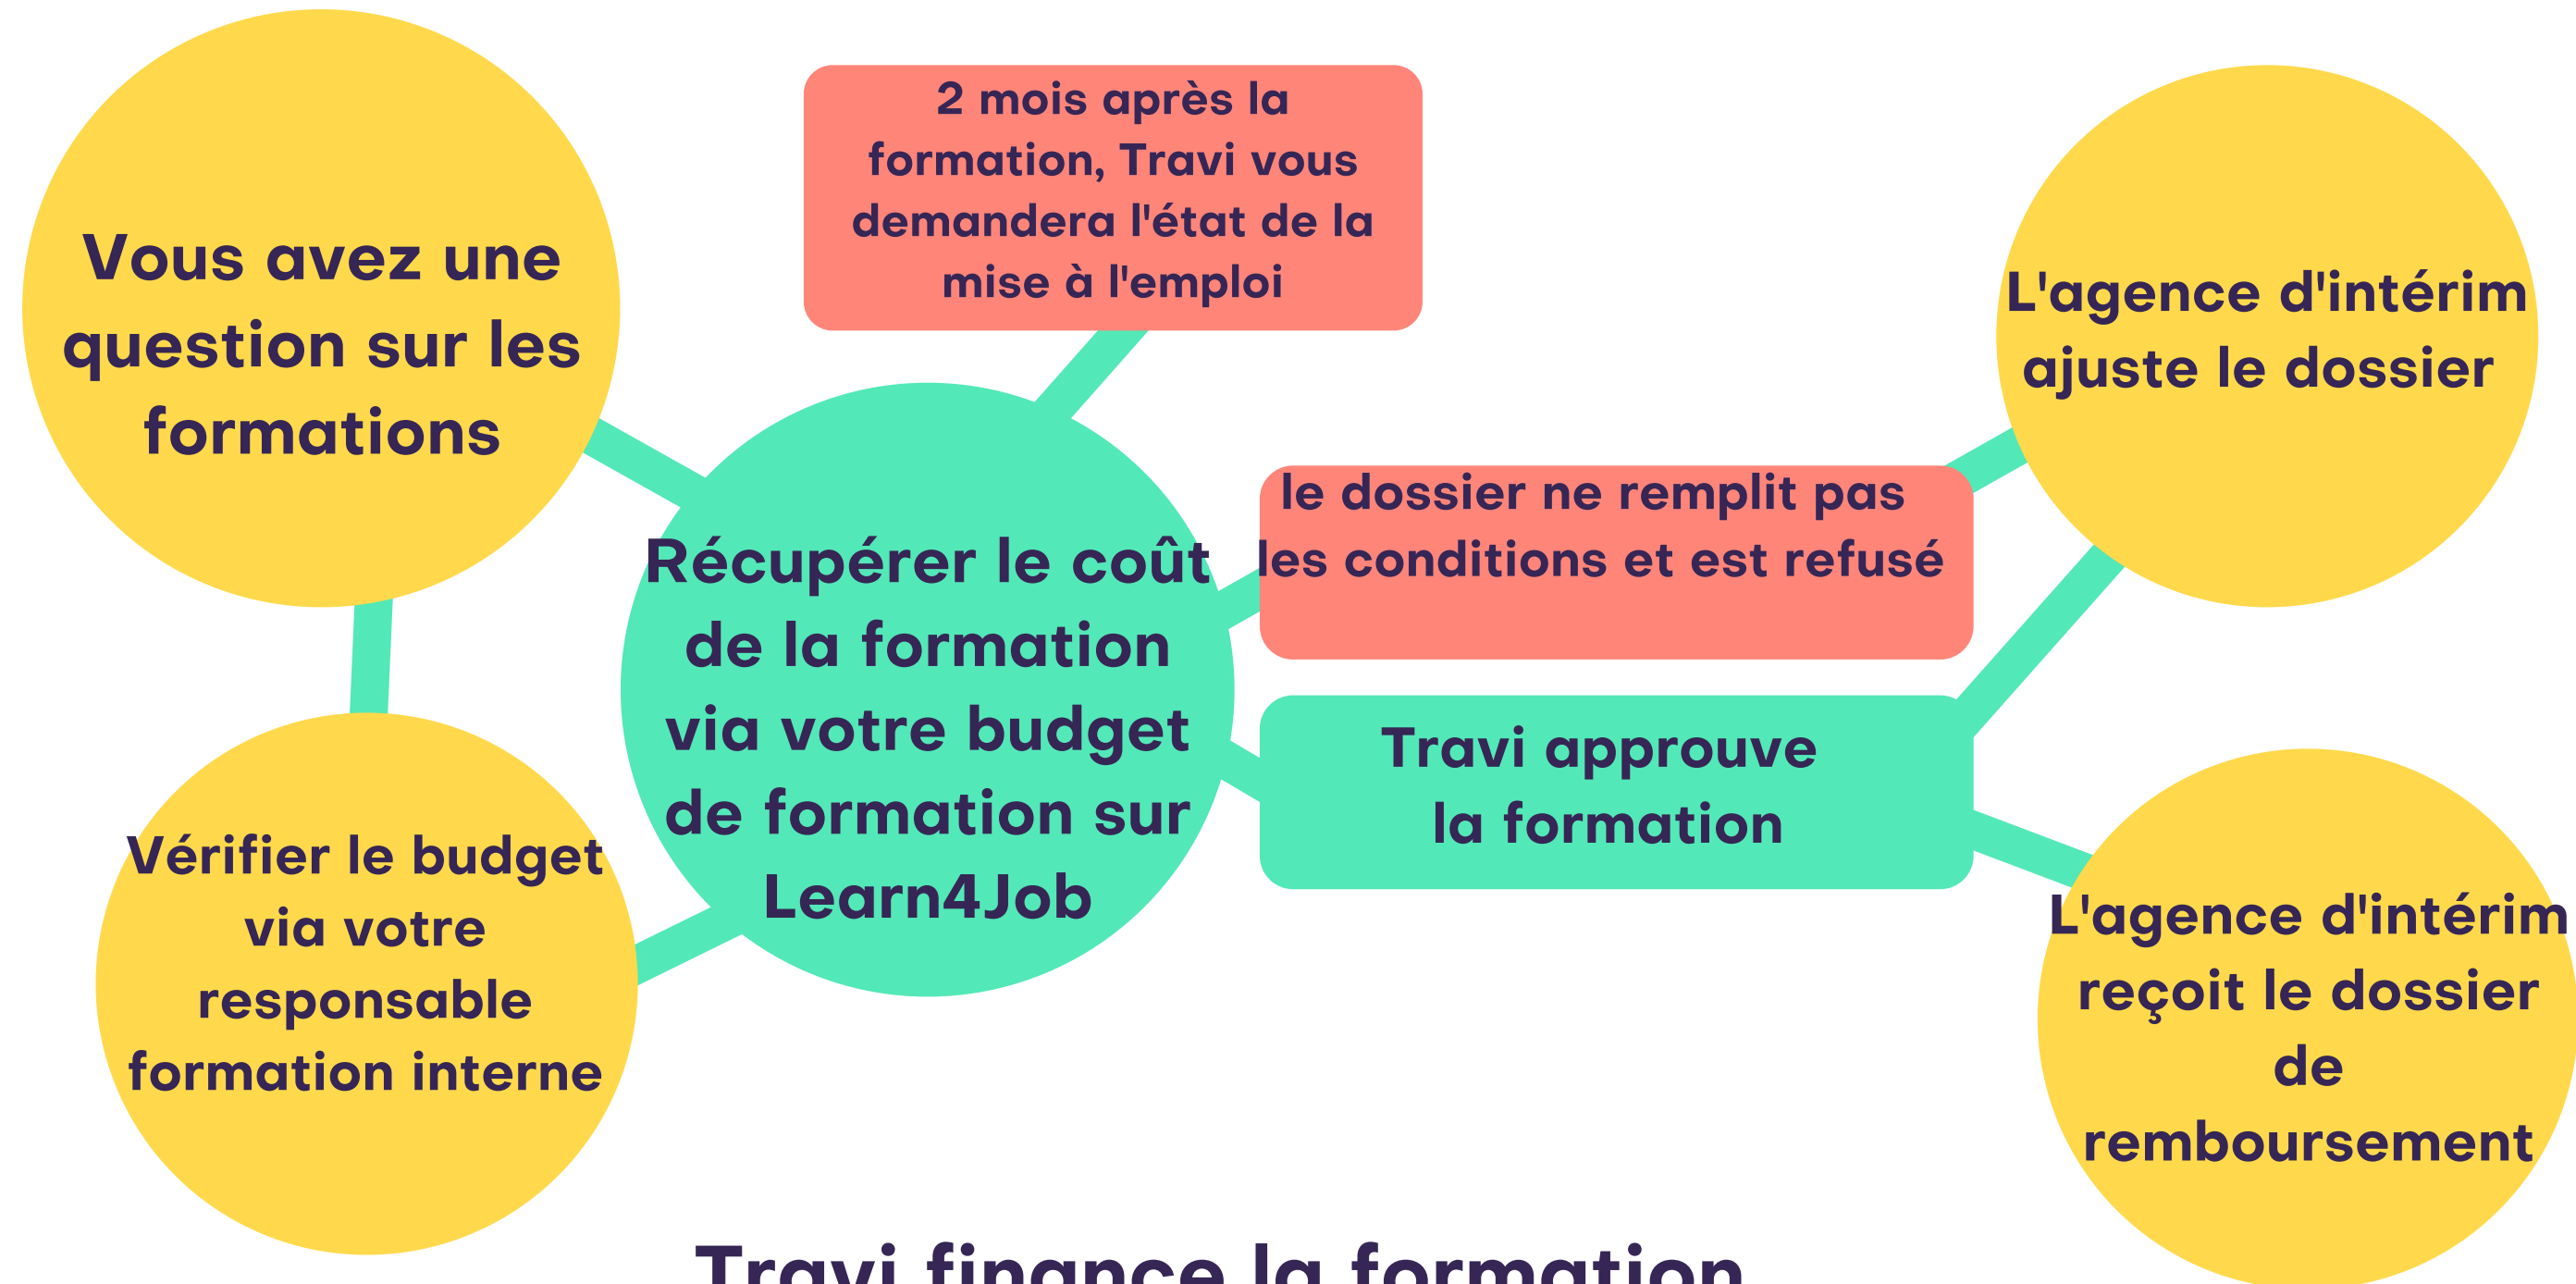 Vous avez une
question sur les
formations
2 mois après la
formation, Travi vous
demandera l'état de la
mise à l'emploi
L'agence d'intérim
ajuste le dossier
le dossier ne remplit pas
les conditions et est refusé
Récupérer le coût
de la formation
via votre budget
de formation sur
Learn4Job
Travi approuve
la formation
Vérifier le budget
via votre
responsable
formation interne
L'agence d'intérim
reçoit le dossier
de
remboursement
Travi finance la formation